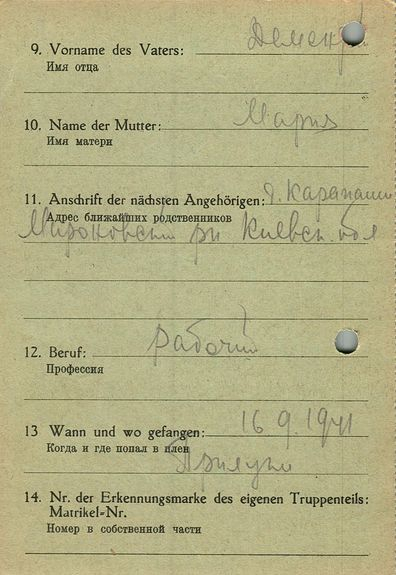 9. Vorname des Vaters:
Имя отца
10. Name der Mutter: Мария
Имя матери
11. Anschrift der nächsten Angehörigen: д. Карапаши
Адрес ближайших родственников
Мироновский р-н Киевск. обл
12. Beruf: рабочий
Профессия
13 Wann und wo gefangen: 16.9.1941
Когда и где попал в плен
Прилуки
14. Nr. der Erkennungsmarke des eigenen Truppenteils:
Matrikel-Nr.
Номер в собственной части